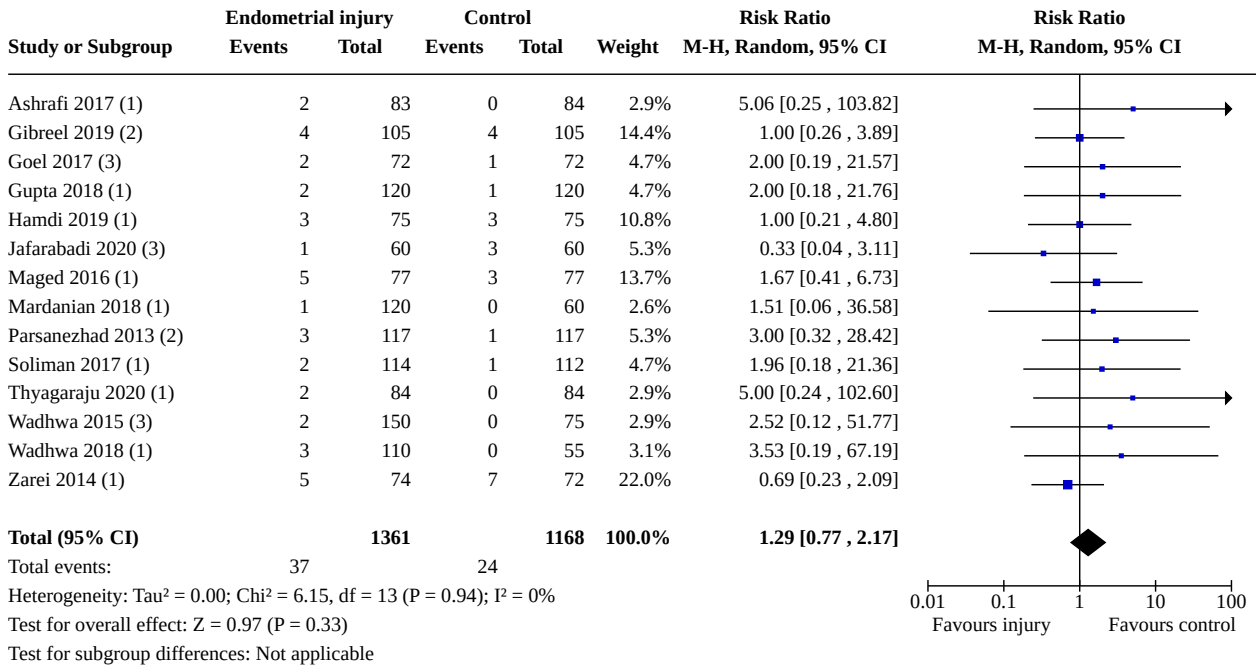 Endometrial injury Control Risk Ratio Risk Ratio
Study or Subgroup Events Total Events Total Weight M-H, Random, 95% CI M-H, Random, 95% CI
Ashrafi 2017 (1) 2 83 0 84 2.9% 5.06 [0.25 , 103.82]
Gibreel 2019 (2) 4 105 4 105 14.4% 1.00 [0.26 , 3.89]
Goel 2017 (3) 2 72 1 72 4.7% 2.00 [0.19 , 21.57]
Gupta 2018 (1) 2 120 1 120 4.7% 2.00 [0.18 , 21.76]
Hamdi 2019 (1) 3 75 3 75 10.8% 1.00 [0.21 , 4.80]
Jafarabadi 2020 (3) 1 60 3 60 5.3% 0.33 [0.04 , 3.11]
Maged 2016 (1) 5 77 3 77 13.7% 1.67 [0.41 , 6.73]
Mardanian 2018 (1) 1 120 0 60 2.6% 1.51 [0.06 , 36.58]
Parsanezhad 2013 (2) 3 117 1 117 5.3% 3.00 [0.32 , 28.42]
Soliman 2017 (1) 2 114 1 112 4.7% 1.96 [0.18 , 21.36]
Thyagaraju 2020 (1) 2 84 0 84 2.9% 5.00 [0.24 , 102.60]
Wadhwa 2015 (3) 2 150 0 75 2.9% 2.52 [0.12 , 51.77]
Wadhwa 2018 (1) 3 110 0 55 3.1% 3.53 [0.19 , 67.19]
Zarei 2014 (1) 5 74 7 72 22.0% 0.69 [0.23 , 2.09]
Total (95% CI) 1361 1168 100.0% 1.29 [0.77 , 2.17]
Total events: 37 24
Heterogeneity: Tau² = 0.00; Chi² = 6.15, df = 13 (P = 0.94); I² = 0%
0.01 0.1 1 10 100
Test for overall effect: Z = 0.97 (P = 0.33)
Favours injury Favours control
Test for subgroup differences: Not applicable